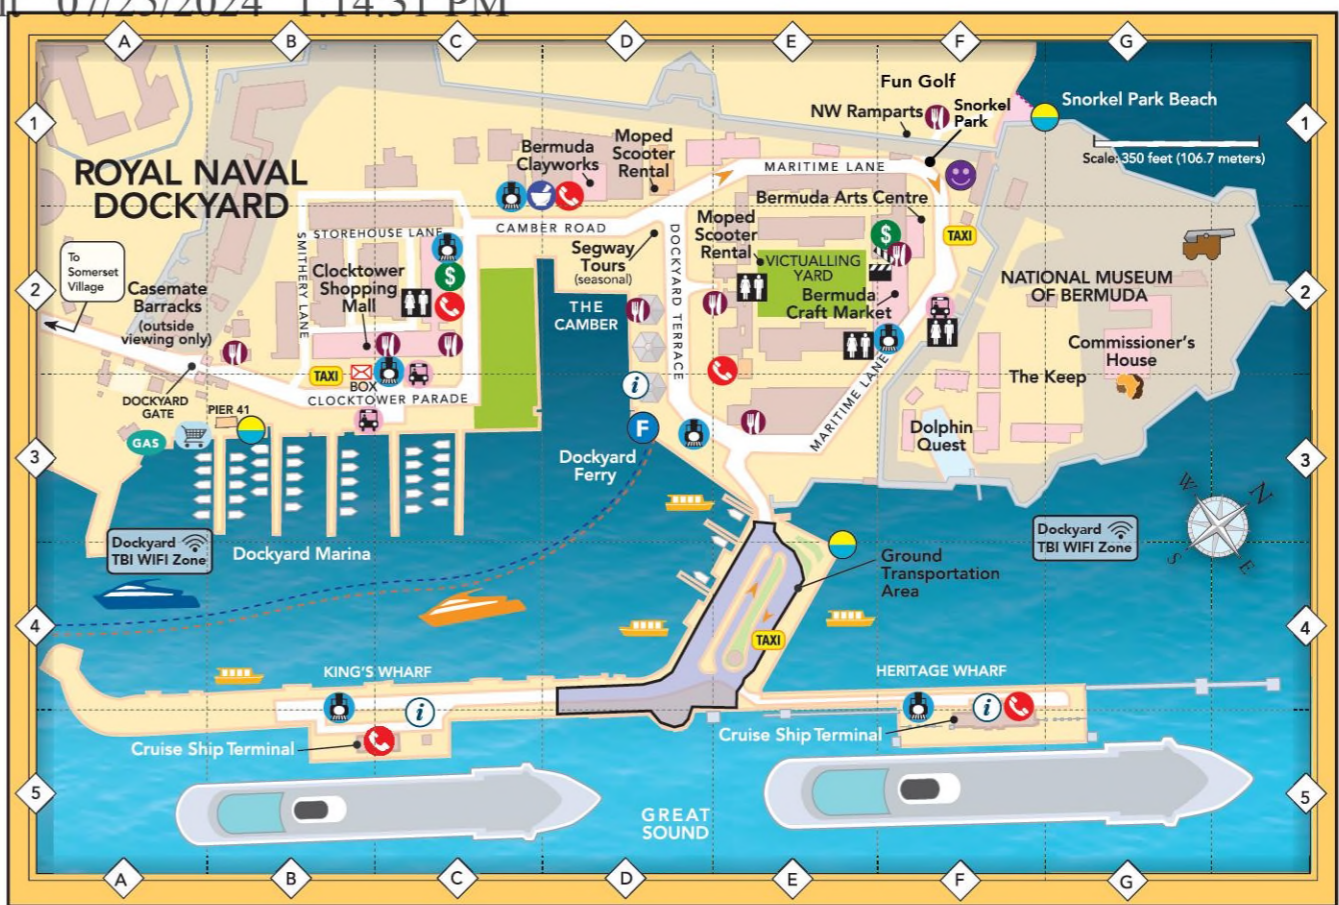 07/25/2024 1:14:31 PM
A B C D E F G
1
Fun Golf
NW Ramparts
Snorkel
Park
Snorkel Park Beach
1
Scale: 350 feet (106.7 meters)
ROYAL NAVAL
DOCKYARD
Bermuda
Clayworks
Moped
Scooter
Rental
MARITIME LANE
Bermuda Arts Centre
STOREHOUSE LANE
CAMBER ROAD
SMITHERY LANE
To
Somerset
Village
2
Casemate
Barracks
(outside
viewing only)
Clocktower
Shopping
Mall
$
Segway
Tours
(seasonal)
DOCKYARD TERRACE
Moped
Scooter
Rental
VICTUALLING
YARD
$
TAXI
Bermuda
Craft Market
THE
CAMBER
NATIONAL MUSEUM
OF BERMUDA
2
Commissioner's
House
The Keep
TAXI
BOX
CLOCKTOWER PARADE
i
MARITIME LANE
DOCKYARD
GATE
PIER 41
GAS
3
F
Dockyard
Ferry
Dolphin
Quest
3
W N
S E
Dockyard
TBI WIFI Zone
Dockyard Marina
Dockyard
TBI WIFI Zone
Ground
Transportation
Area
4
TAXI
4
KING'S WHARF
HERITAGE WHARF
i
i
Cruise Ship Terminal
Cruise Ship Terminal
5
GREAT
SOUND
5
A B C D E F G